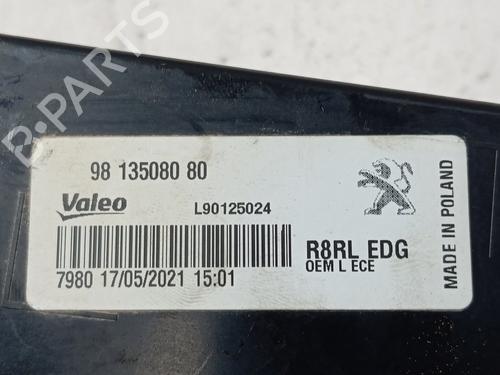 98 135080 80
Valeo
L90125024
7980 17/05/2021 15:01
R8RL EDG
OEM L ECE
MADE IN POLAND
B-PARTS